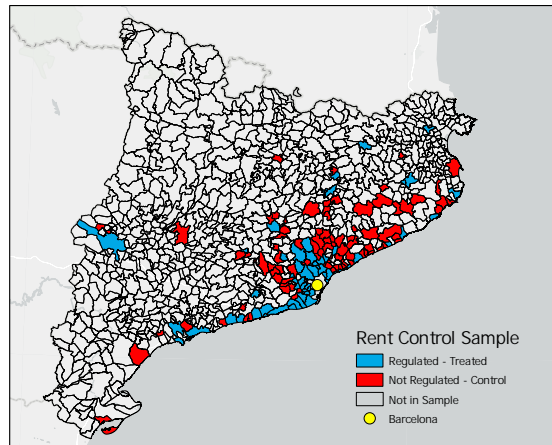 Rent Control Sample
Regulated - Treated
Not Regulated - Control
Not in Sample
Barcelona